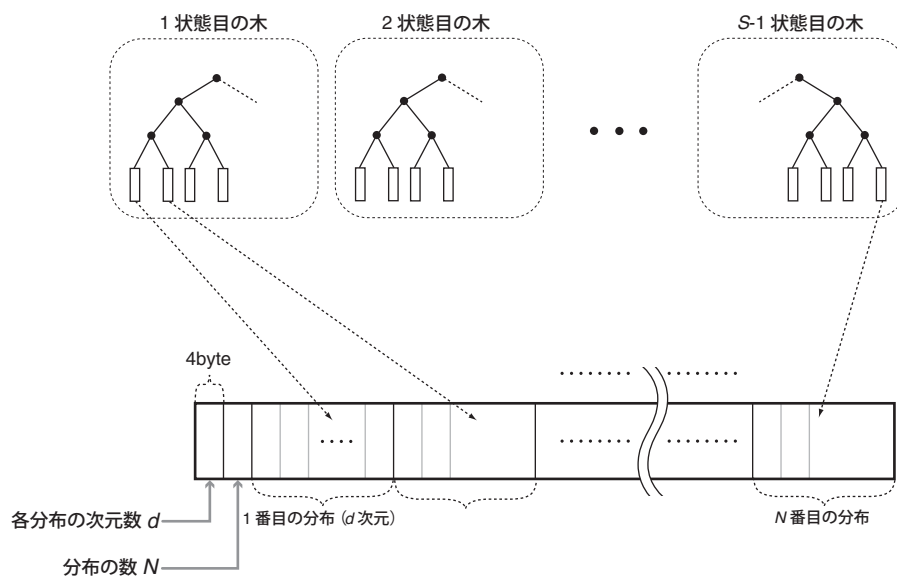 1 状態目の木
2 状態目の木
S-1 状態目の木
4byte
各分布の次元数 d
1 番目の分布 (d 次元)
N 番目の分布
分布の数 N